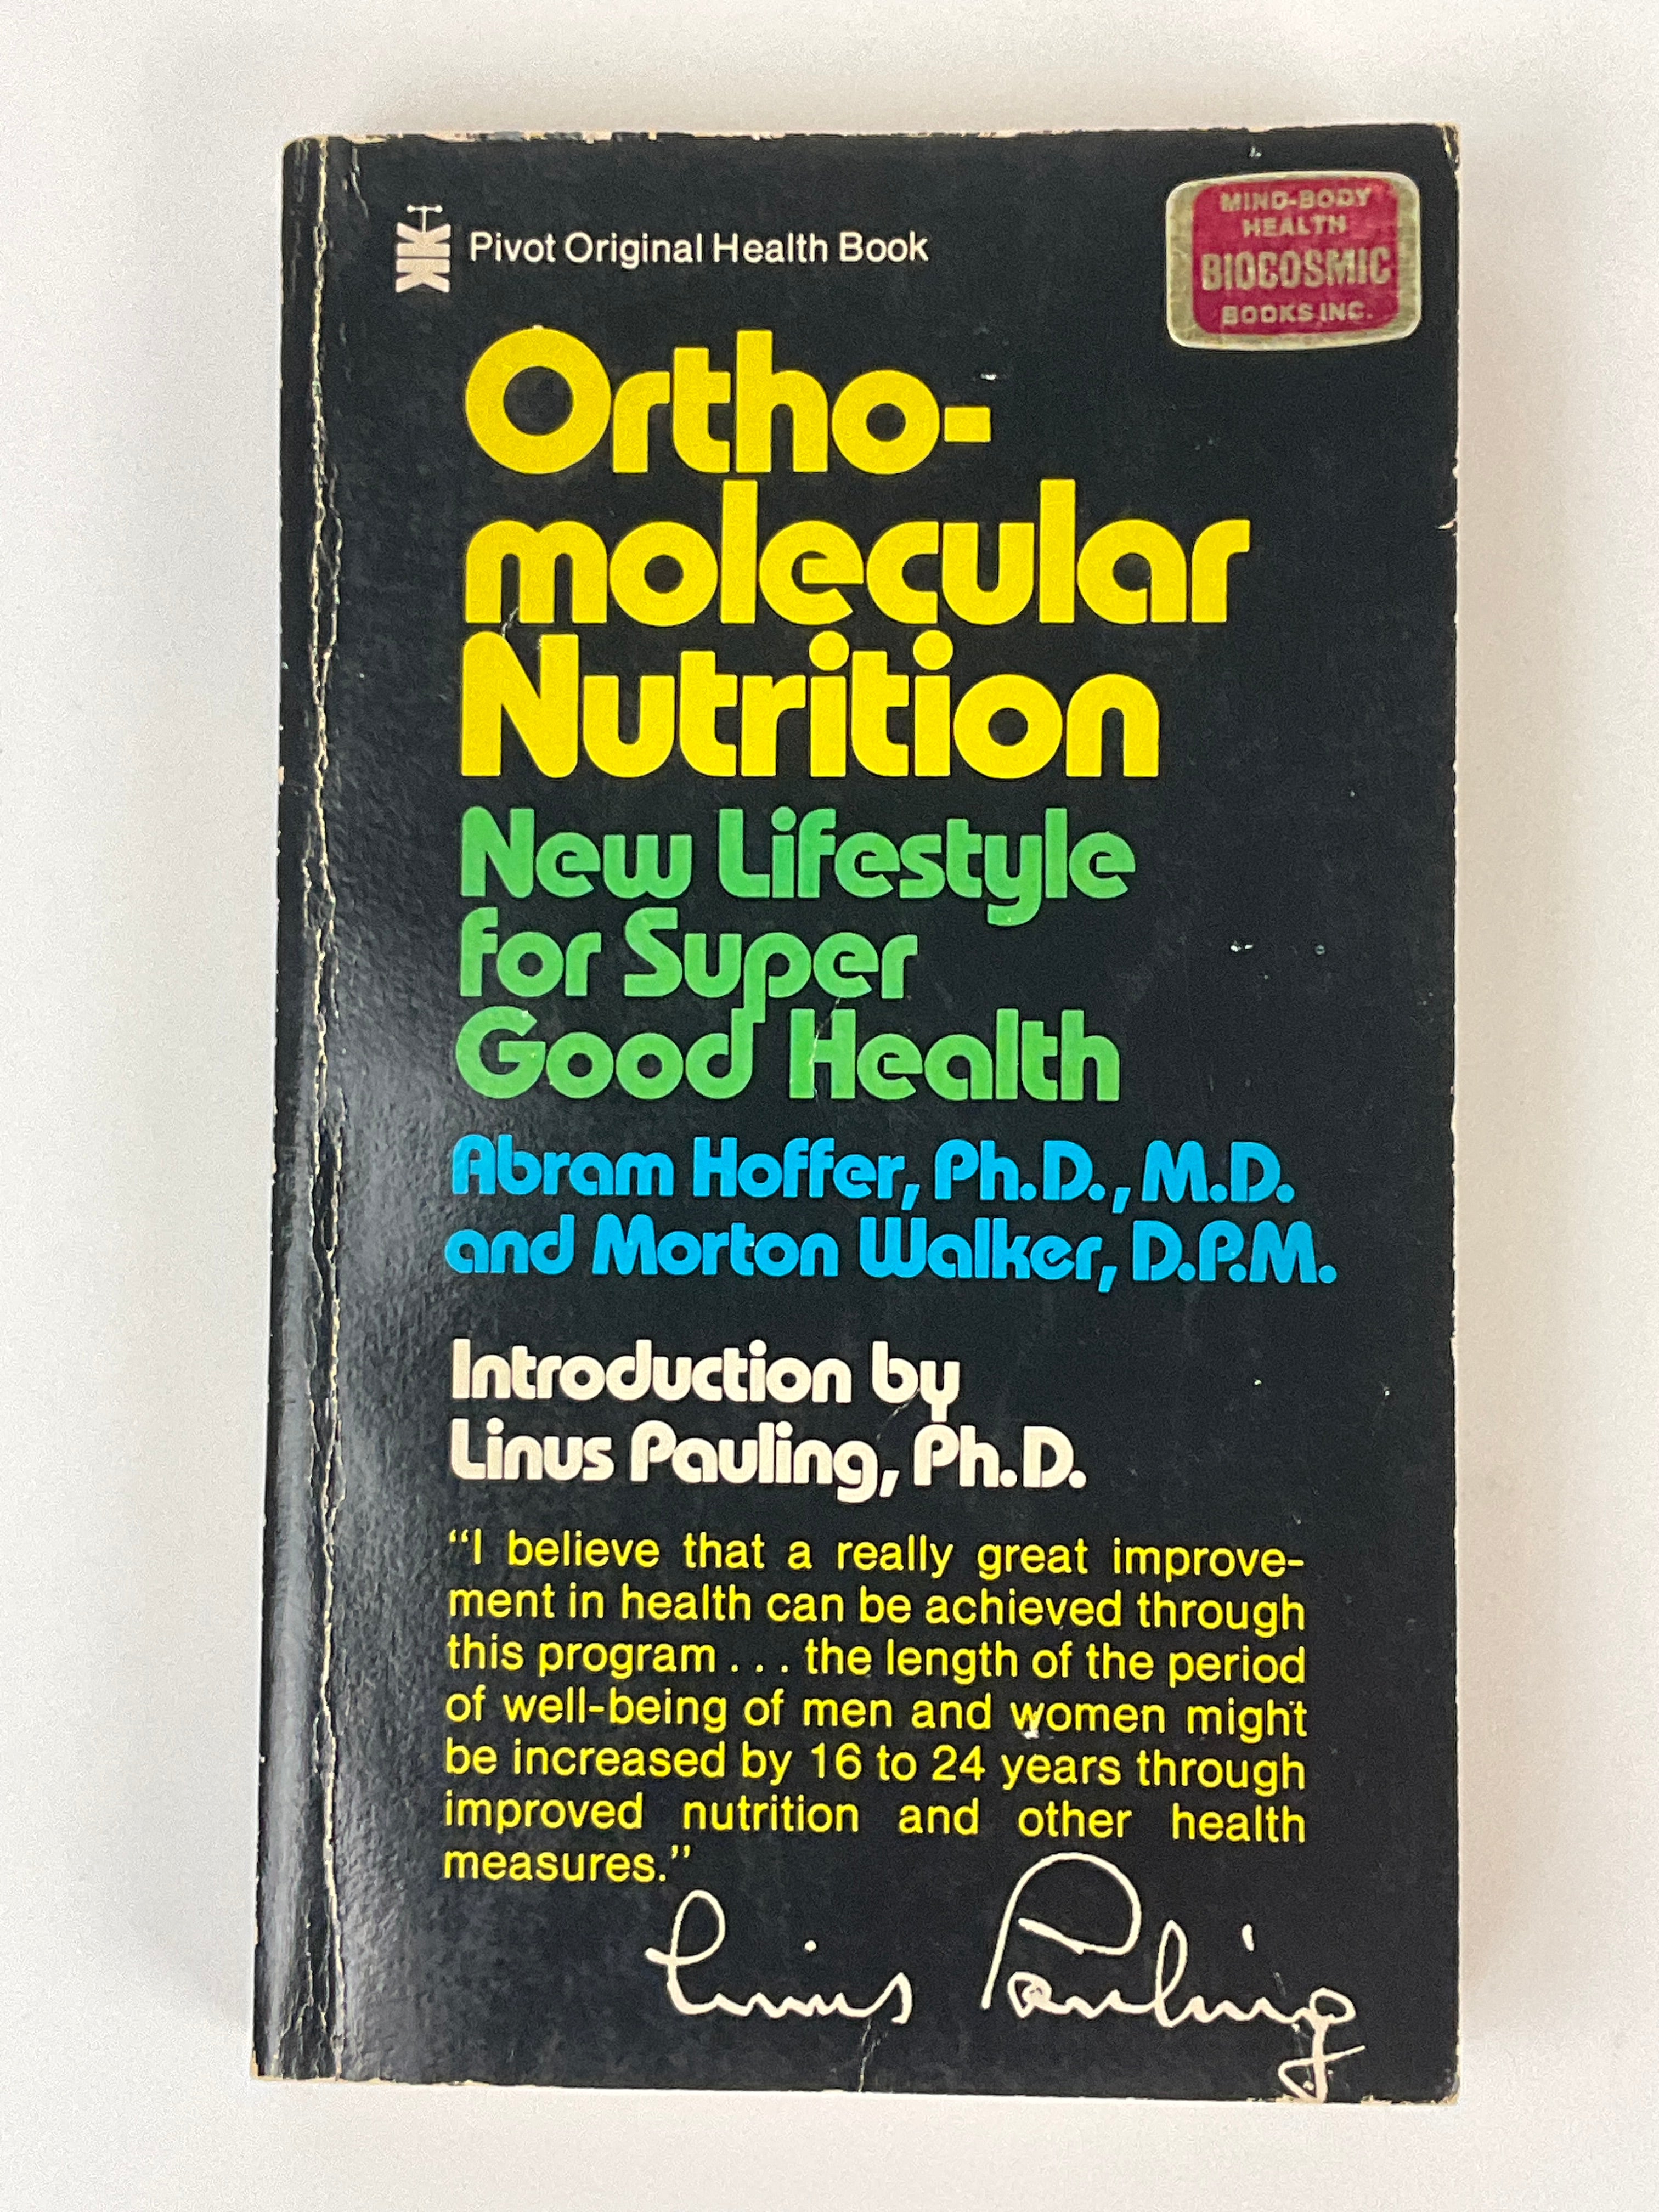 Pivot Original Health Book
MIND-BODY
HEALTH
BIOCOSMIC
BOOKS INC.
Ortho-
molecular
Nutrition
New Lifestyle
for Super
Good Health
Abram Hoffer, Ph.D., M.D.
and Morton Walker, D.P.M.
Introduction by
Linus Pauling, Ph.D.
“I believe that a really great improve-
ment in health can be achieved through
this program . . . the length of the period
of well-being of men and women might
be increased by 16 to 24 years through
improved nutrition and other health
measures.”
Linus Pauling